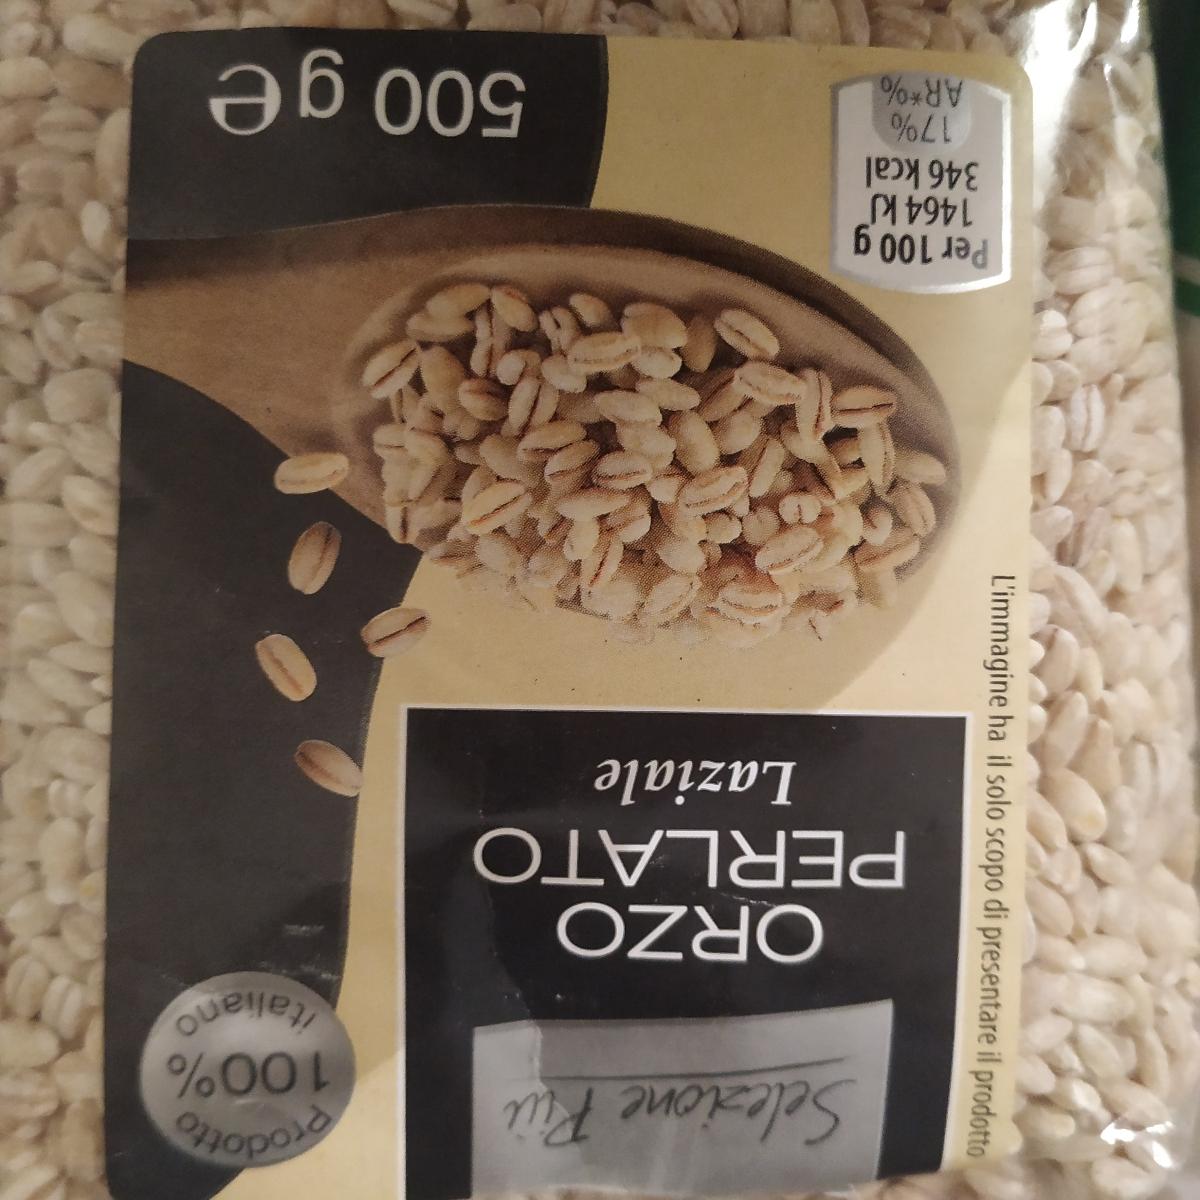 Selezione Più
ORZO
PERLATO
Laziale
Prodotto
100%
italiano
L'immagine ha il solo scopo di presentare il prodotto
Per 100 g
1464 kJ
346 kcal
17%
AR*%
500 g e